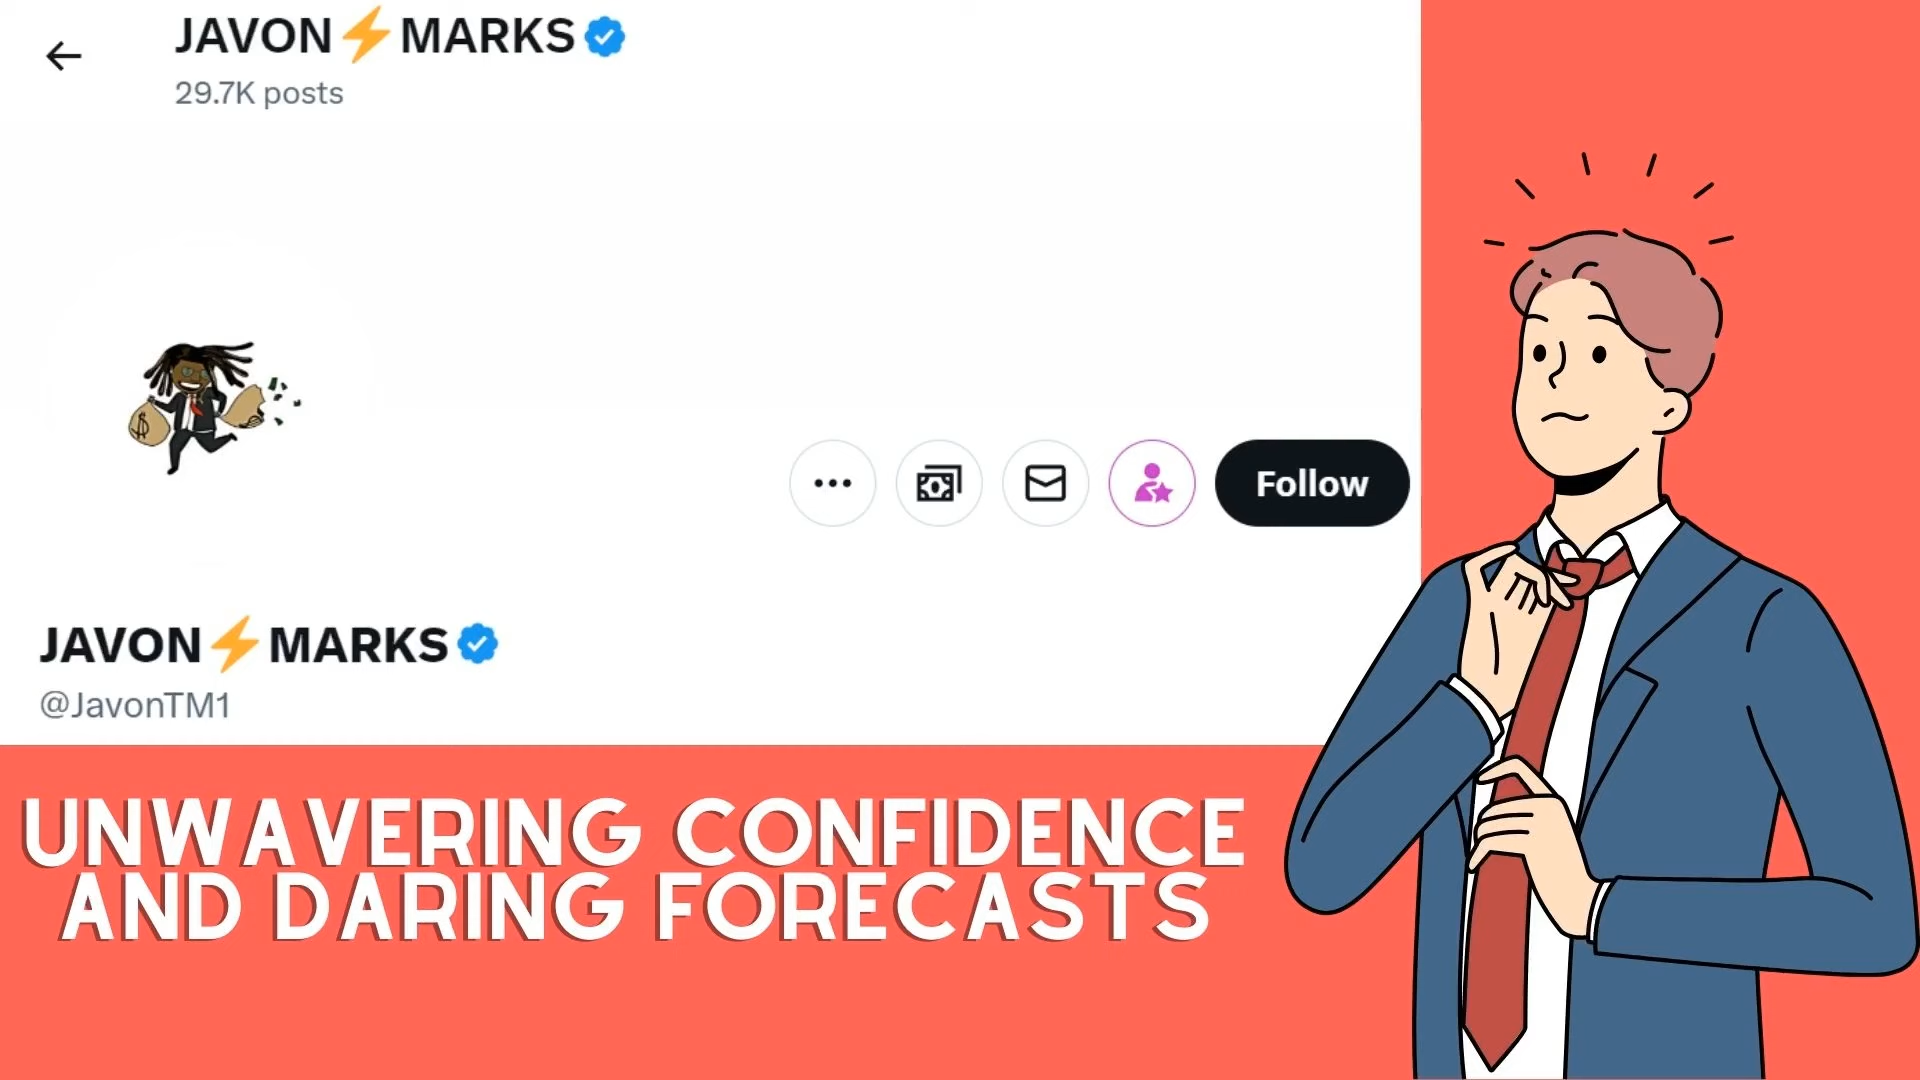 JAVON⚡MARKS
29.7K posts
Follow
JAVON⚡MARKS
@JavonTM1
UNWAVERING CONFIDENCE
AND DARING FORECASTS